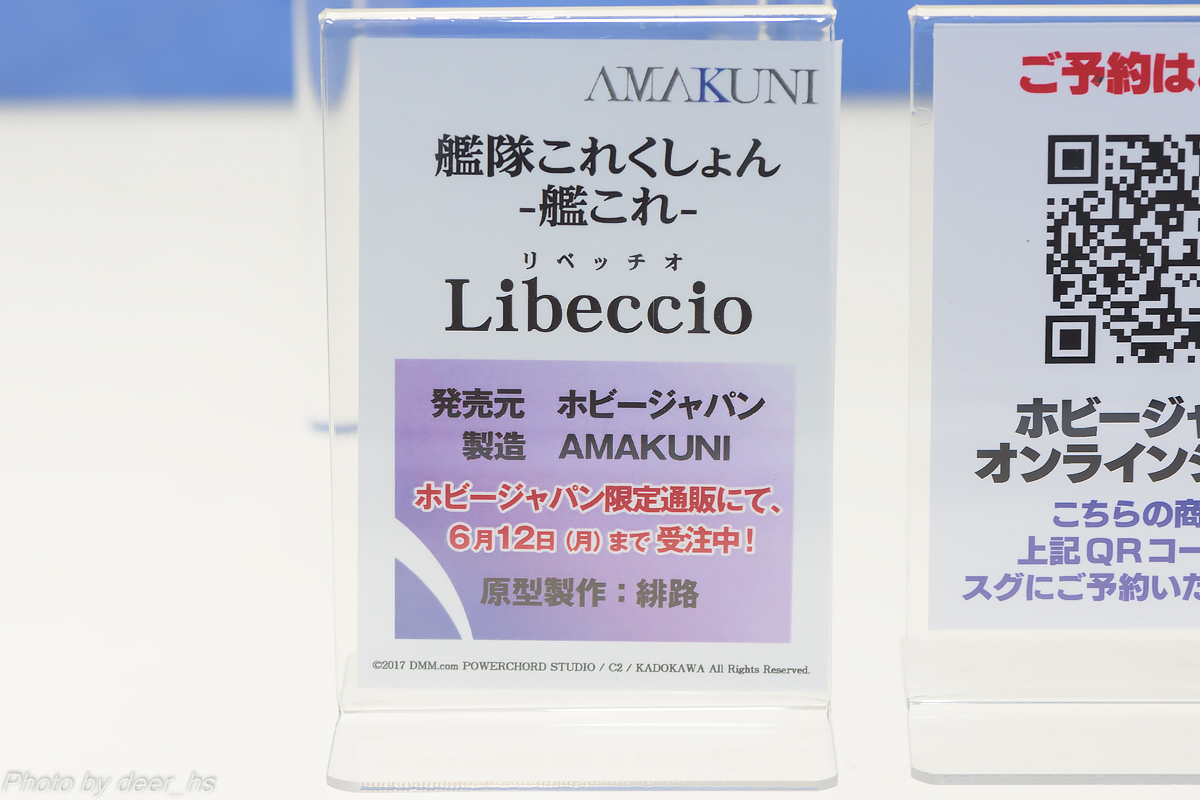 AMAKUNI
艦隊これくしょん
-艦これ-
リベッチオ
Libeccio
発売元 ホビージャパン
製造 AMAKUNI
ホビージャパン限定通販にて、
6月12日(月)まで受注中!
原型製作:緋路
©2017 DMM.com POWERCHORD STUDIO / C2 / KADOKAWA All Rights Reserved.
ご予約は
ホビージャ
オンライン
こちらの商
上記QRコー
スグにご予約いた
Photo by deer_hs